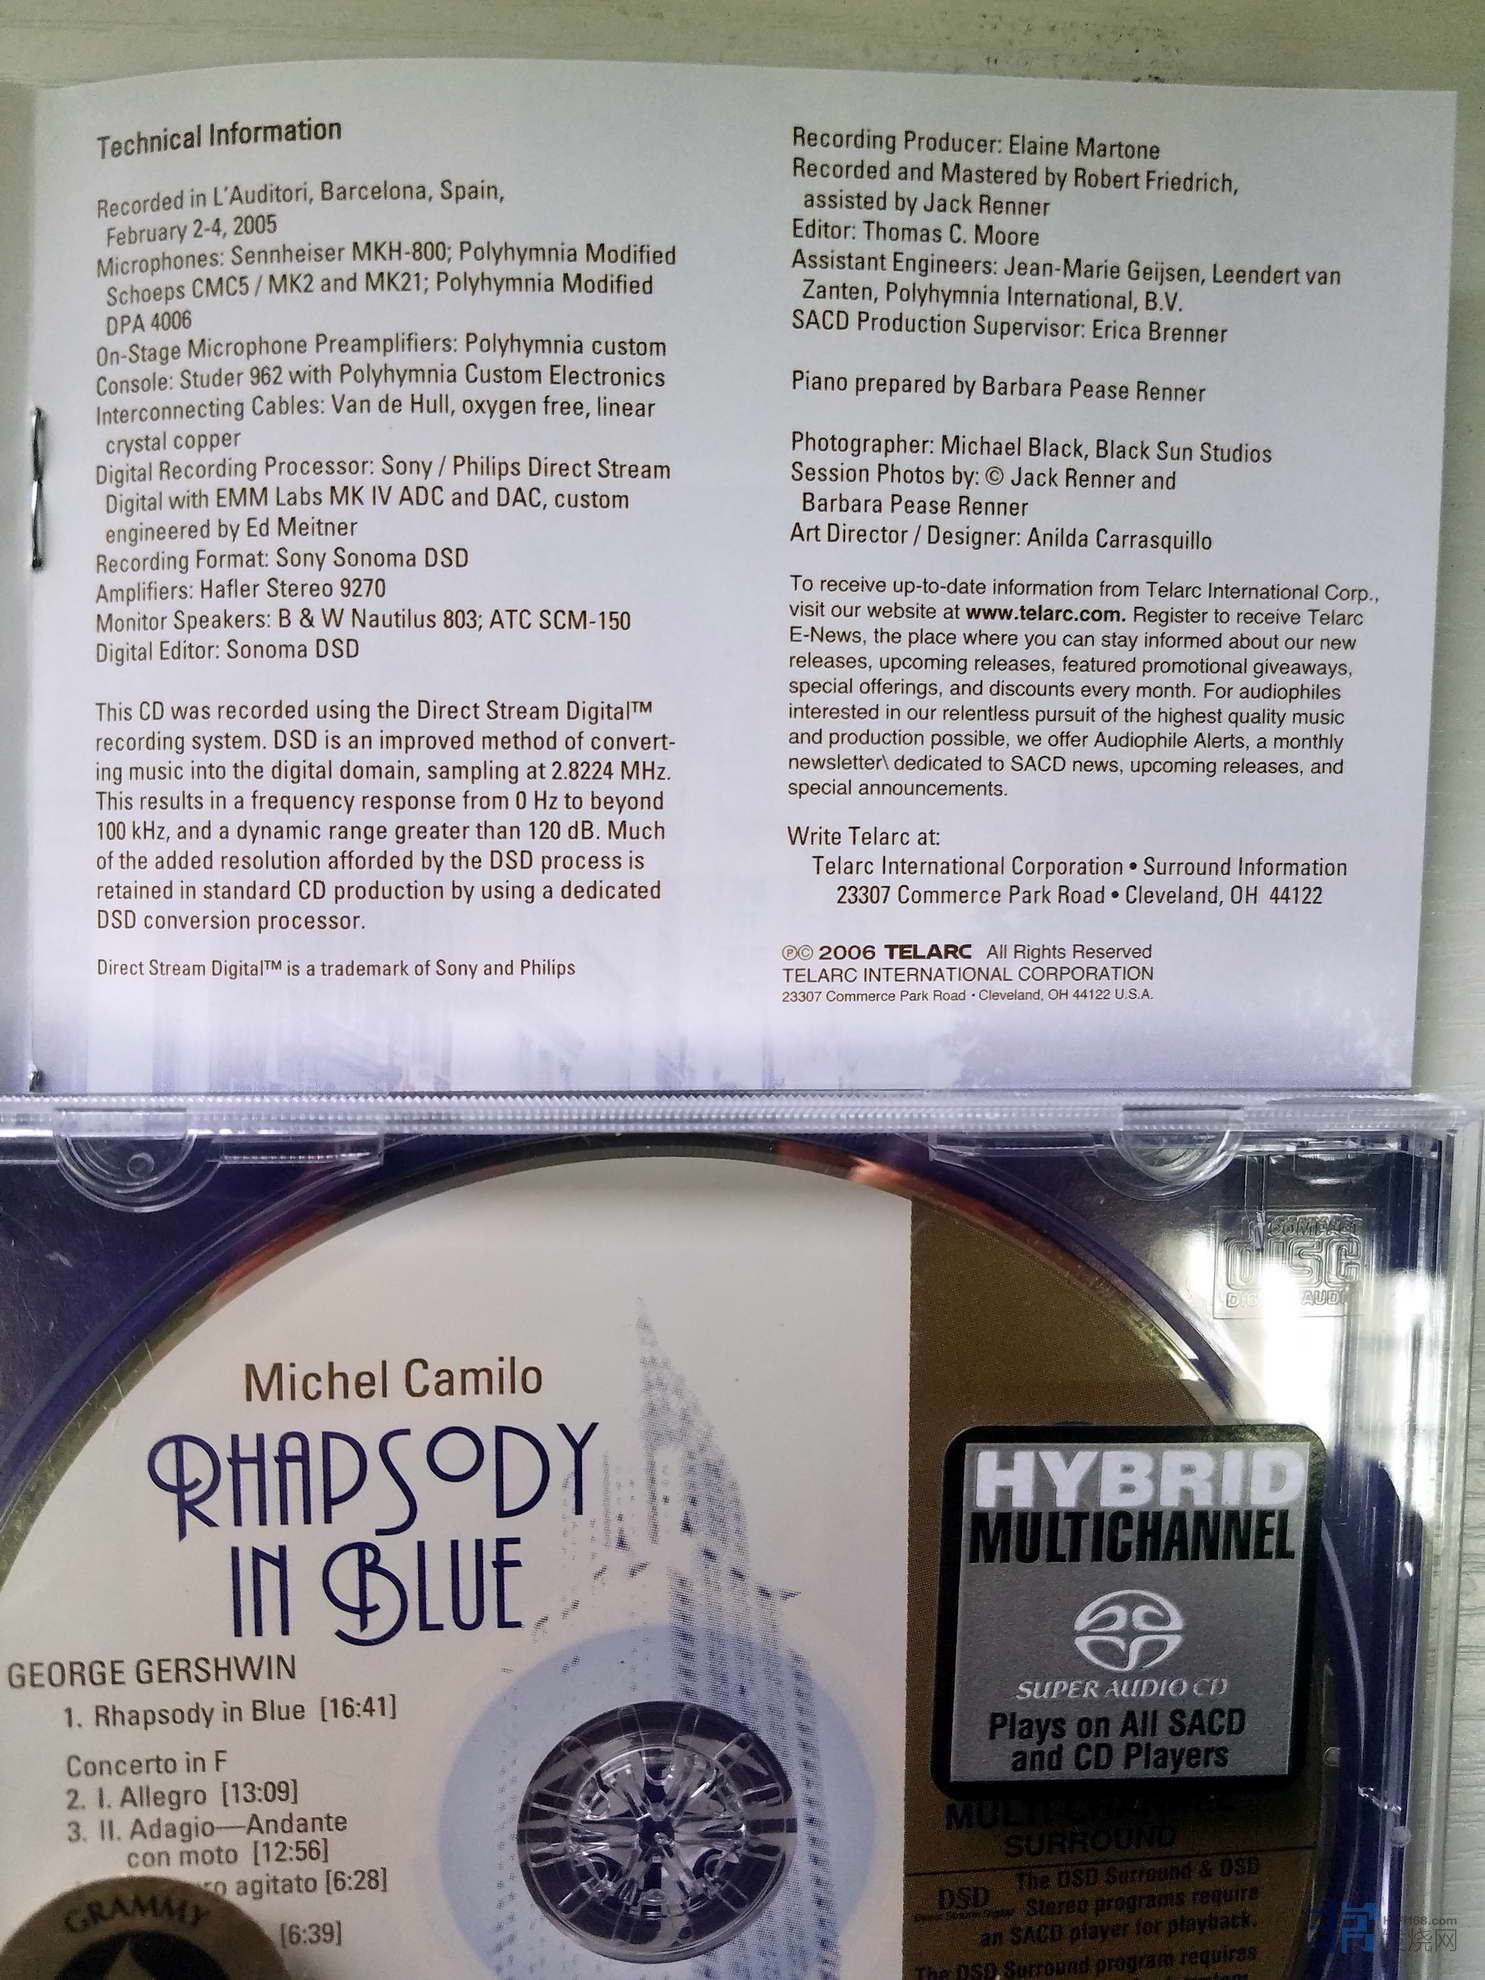 Technical Information
Recorded in L'Auditori, Barcelona, Spain,
February 2-4, 2005
Microphones: Sennheiser MKH-800; Polyhymnia Modified
Schoeps CMC5 / MK2 and MK21; Polyhymnia Modified
DPA 4006
On-Stage Microphone Preamplifiers: Polyhymnia custom
Console: Studer 962 with Polyhymnia Custom Electronics
Interconnecting Cables: Van de Hull, oxygen free, linear
crystal copper
Digital Recording Processor: Sony / Philips Direct Stream
Digital with EMM Labs MK IV ADC and DAC, custom
engineered by Ed Meitner
Recording Format: Sony Sonoma DSD
Amplifiers: Hafler Stereo 9270
Monitor Speakers: B & W Nautilus 803; ATC SCM-150
Digital Editor: Sonoma DSD
This CD was recorded using the Direct Stream Digital™
recording system. DSD is an improved method of convert-
ing music into the digital domain, sampling at 2.8224 MHz.
This results in a frequency response from 0 Hz to beyond
100 kHz, and a dynamic range greater than 120 dB. Much
of the added resolution afforded by the DSD process is
retained in standard CD production by using a dedicated
DSD conversion processor.
Direct Stream Digital™ is a trademark of Sony and Philips
Recording Producer: Elaine Martone
Recorded and Mastered by Robert Friedrich,
assisted by Jack Renner
Editor: Thomas C. Moore
Assistant Engineers: Jean-Marie Geijsen, Leendert van
Zanten, Polyhymnia International, B.V.
SACD Production Supervisor: Erica Brenner
Piano prepared by Barbara Pease Renner
Photographer: Michael Black, Black Sun Studios
Session Photos by: © Jack Renner and
Barbara Pease Renner
Art Director / Designer: Anilda Carrasquillo
To receive up-to-date information from Telarc International Corp.,
visit our website at www.telarc.com. Register to receive Telarc
E-News, the place where you can stay informed about our new
releases, upcoming releases, featured promotional giveaways,
special offerings, and discounts every month. For audiophiles
interested in our relentless pursuit of the highest quality music
and production possible, we offer Audiophile Alerts, a monthly
newsletter\ dedicated to SACD news, upcoming releases, and
special announcements.
Write Telarc at:
Telarc International Corporation • Surround Information
23307 Commerce Park Road • Cleveland, OH 44122
℗© 2006 TELARC All Rights Reserved
TELARC INTERNATIONAL CORPORATION
23307 Commerce Park Road • Cleveland, OH 44122 U.S.A.
COMPACT
disc
DIGITAL AUDIO
Michel Camilo
RHAPSODY
IN BLUE
GEORGE GERSHWIN
1. Rhapsody in Blue [16:41]
Concerto in F
2. I. Allegro [13:09]
3. II. Adagio—Andante
con moto [12:56]
agitato [6:28]
[6:39]
GRAMMY
HYBRID
MULTICHANNEL
SUPER AUDIO CD
Plays on All SACD
and CD Players
MULTI-CHANNEL
SURROUND
DSD
Direct Stream Digital
The DSD Surround & DSD
Stereo programs require
an SACD player for playback.
The DSD Surround program requires